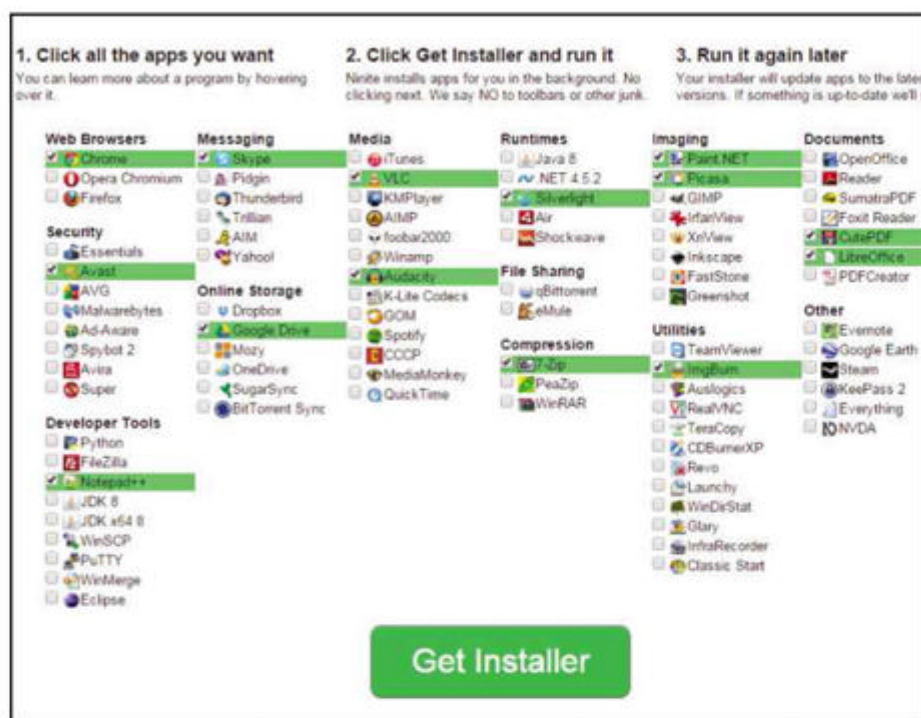 1. Click all the apps you want
You can learn more about a program by hovering
over it.
2. Click Get Installer and run it
Ninite installs apps for you in the background. No
clicking next. We say NO to toolbars or other junk.
3. Run it again later
Your installer will update apps to the late
versions. If something is up-to-date we'll
Web Browsers
Chrome
Opera Chromium
Firefox
Security
Essentials
Avast
AVG
Malwarebytes
Ad-Aware
Spybot 2
Avira
Super
Developer Tools
Python
FileZilla
Notepad++
JDK 8
JDK x64 8
WinSCP
PuTTY
WinMerge
Eclipse
Messaging
Skype
Pidgin
Thunderbird
Trillian
AIM
Yahoo!
Online Storage
Dropbox
Google Drive
Mozy
OneDrive
SugarSync
BitTorrent Sync
Media
iTunes
VLC
KMPlayer
AIMP
foobar2000
Winamp
Audacity
K-Lite Codecs
GOM
Spotify
CCCP
MediaMonkey
QuickTime
Runtimes
Java 8
.NET 4.5.2
Silverlight
Air
Shockwave
File Sharing
qBittorrent
eMule
Compression
7-Zip
PeaZip
WinRAR
Imaging
Paint.NET
Picasa
GIMP
IrfanView
XnView
Inkscape
FastStone
Greenshot
Utilities
TeamViewer
ImgBurn
Auslogics
RealVNC
TeraCopy
CDBurnerXP
Revo
Launchy
WinDirStat
Glary
InfraRecorder
Classic Start
Documents
OpenOffice
Reader
SumatraPDF
Foxit Reader
CutePDF
LibreOffice
PDFCreator
Other
Evernote
Google Earth
Steam
KeePass 2
Everything
NVDA
Get Installer